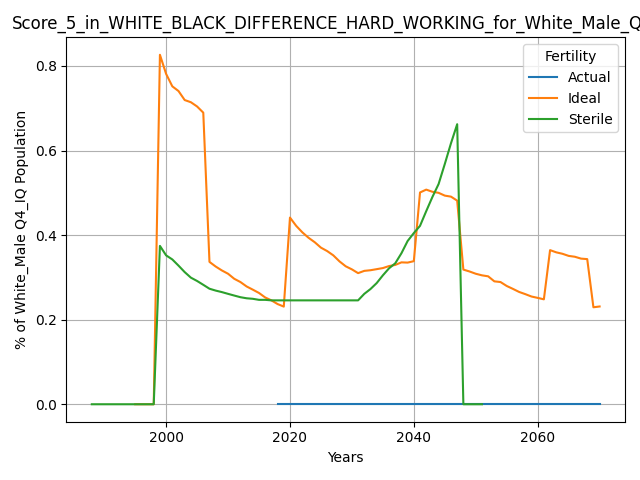 Score_5_in_WHITE_BLACK_DIFFERENCE_HARD_WORKING_for_White_Male_Q
Fertility
Actual
Ideal
Sterile
% of White_Male Q4_IQ Population
0.8
0.6
0.4
0.2
0.0
2000 2020 2040 2060
Years